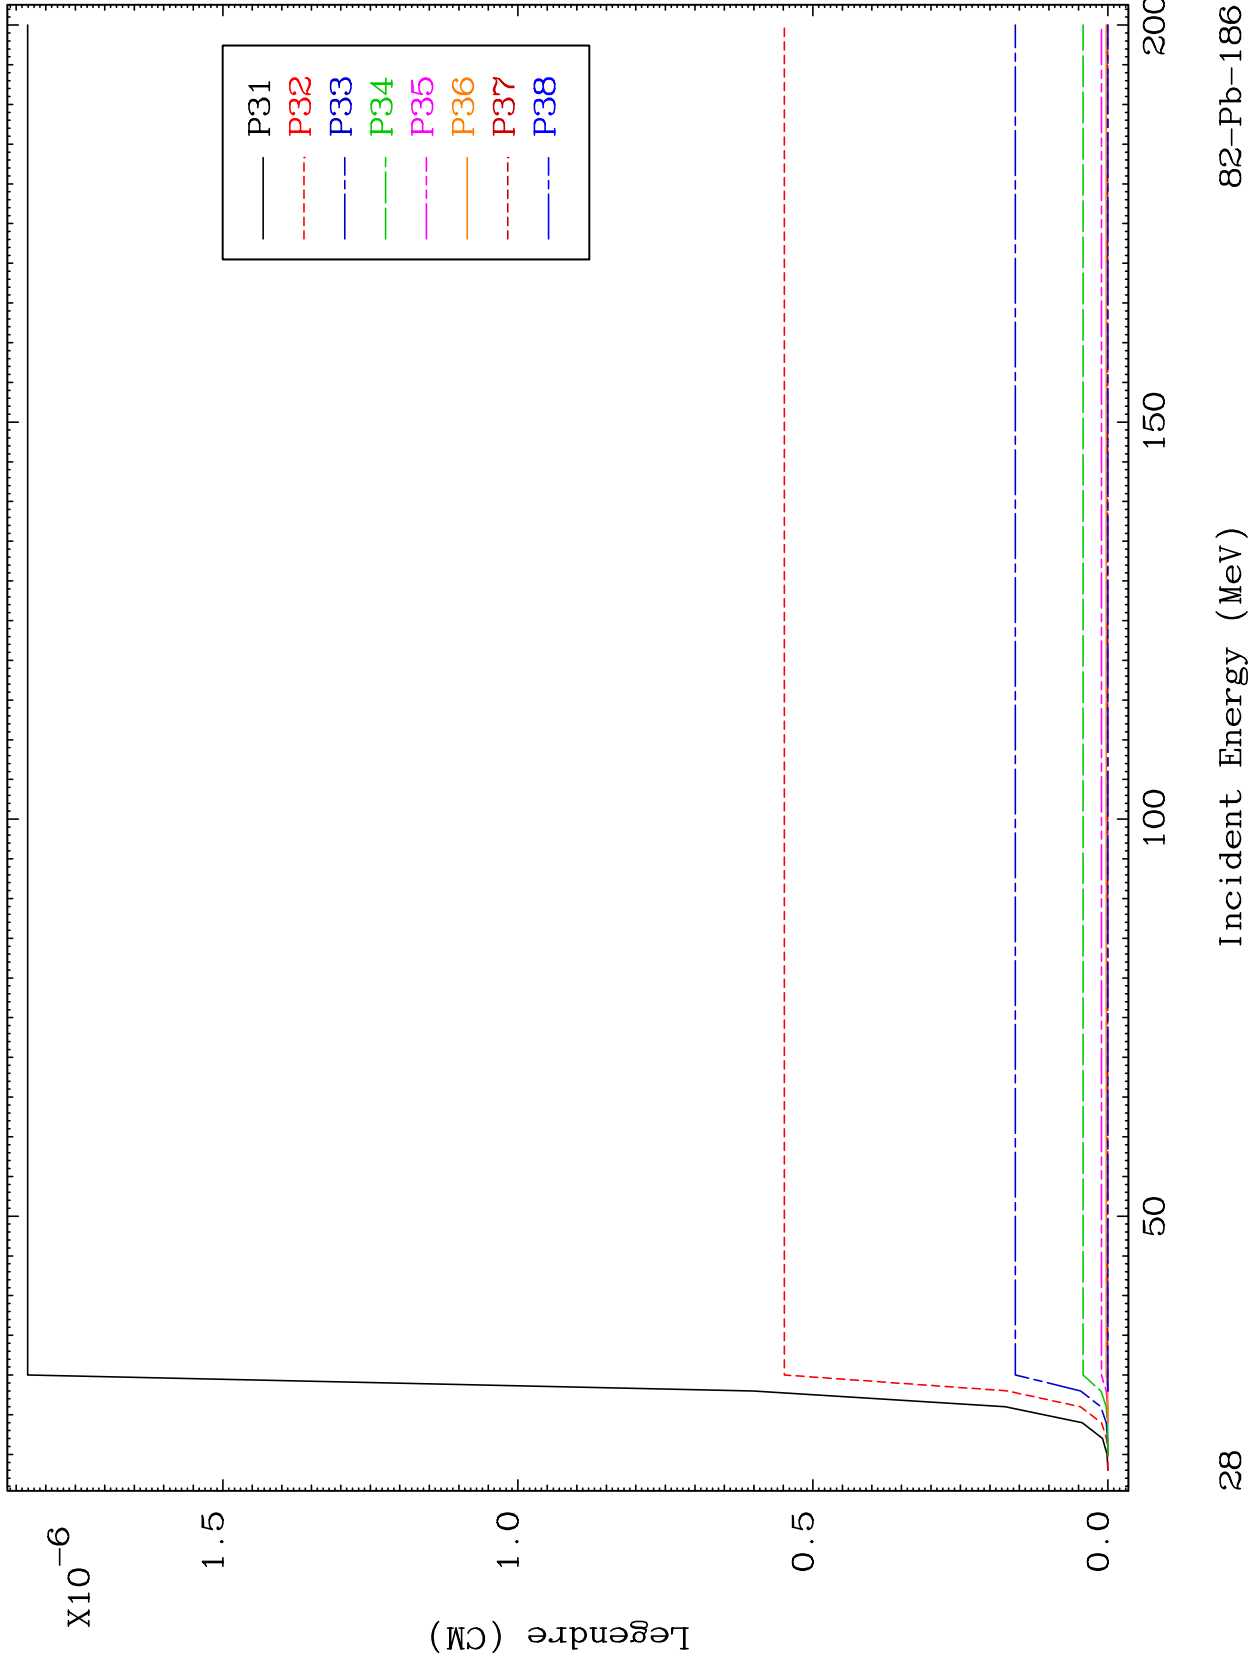 X10-6
1.5
1.0
0.5
0.0
Legendre (CM)
P31
P32
P33
P34
P35
P36
P37
P38
50
100
150
200
Incident Energy (MeV)
28
82-Pb-186